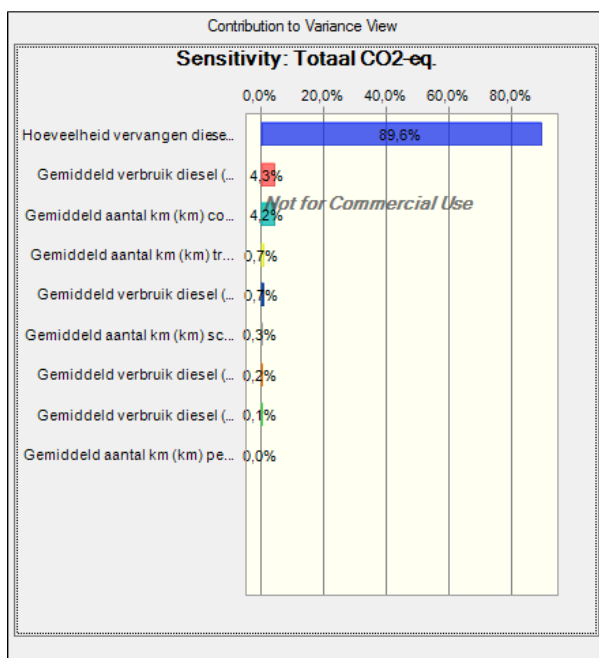 Contribution to Variance View
Sensitivity: Totaal CO2-eq.
0,0% 20,0% 40,0% 60,0% 80,0%
Hoeveelheid vervangen diese... 89,6%
Gemiddeld verbruik diesel (... 4,3%
Not for Commercial Use
Gemiddeld aantal km (km) co... 4,2%
Gemiddeld aantal km (km) tr... 0,7%
Gemiddeld verbruik diesel (... 0,7%
Gemiddeld aantal km (km) sc... 0,3%
Gemiddeld verbruik diesel (... 0,2%
Gemiddeld verbruik diesel (... 0,1%
Gemiddeld aantal km (km) pe... 0,0%